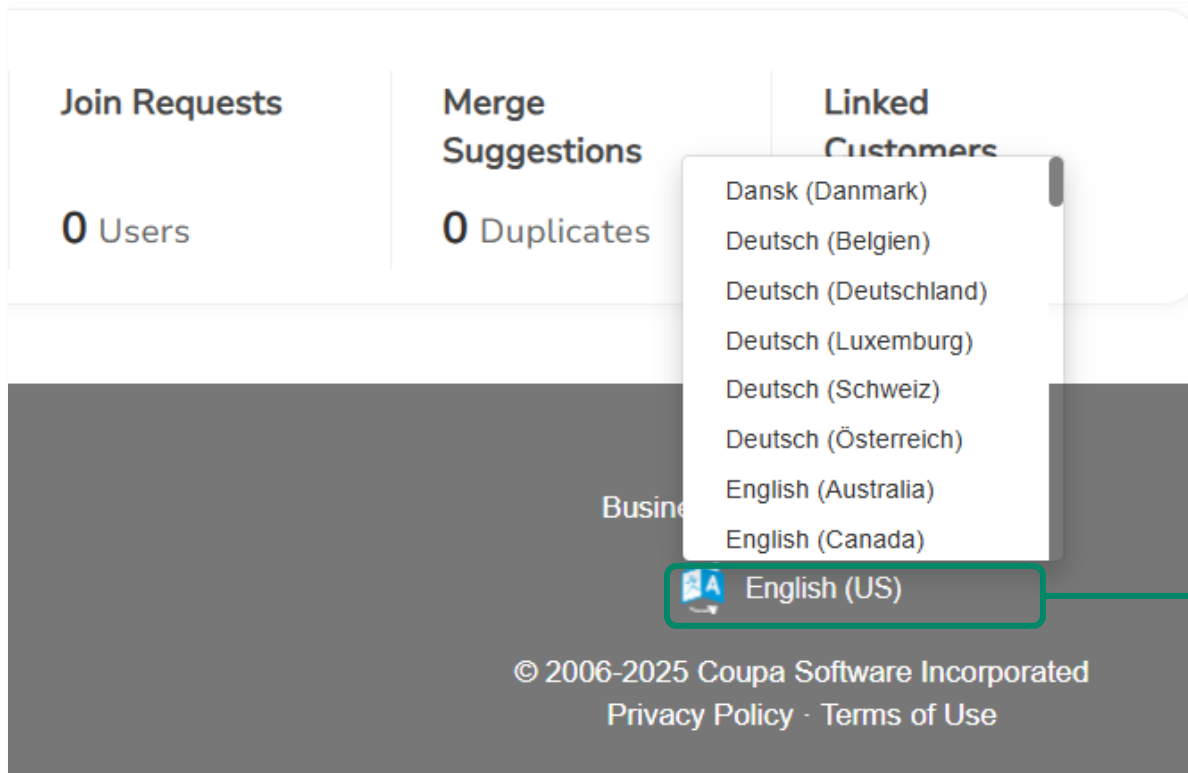 Join Requests
Merge
Suggestions
Linked
Customers
0 Users
0 Duplicates
Dansk (Danmark)
Deutsch (Belgien)
Deutsch (Deutschland)
Deutsch (Luxemburg)
Deutsch (Schweiz)
Deutsch (Österreich)
English (Australia)
English (Canada)
English (US)
© 2006-2025 Coupa Software Incorporated
Privacy Policy · Terms of Use